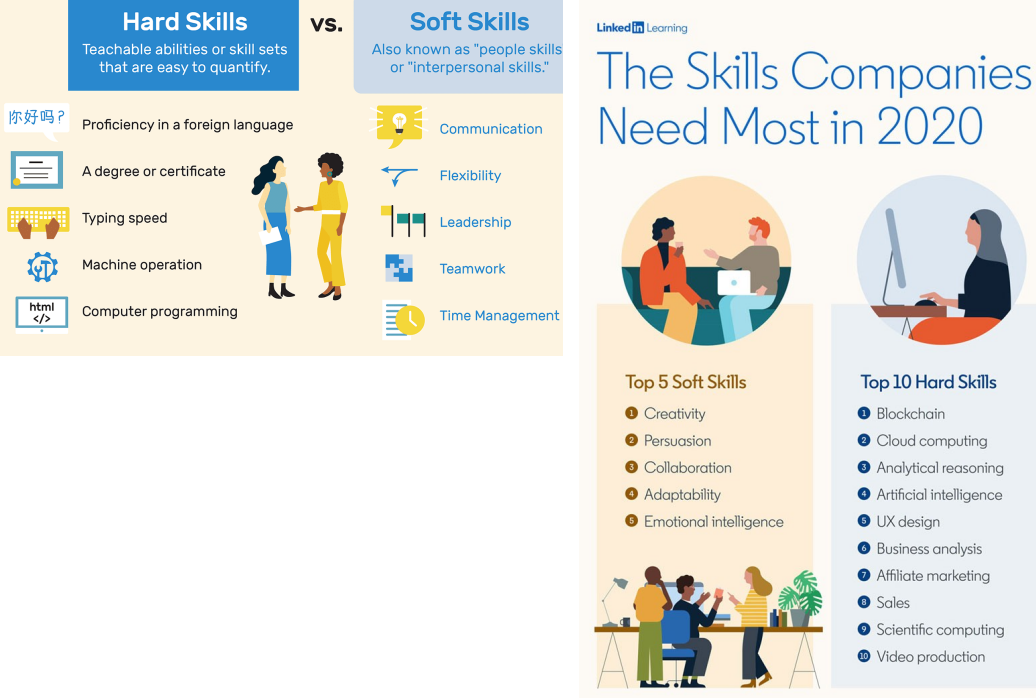 Hard Skills
Teachable abilities or skill sets
that are easy to quantify.
vs.
Soft Skills
Also known as "people skills
or "interpersonal skills."
你好吗?
Proficiency in a foreign language
A degree or certificate
Typing speed
Machine operation
html
</>
Computer programming
Communication
Flexibility
Leadership
Teamwork
Time Management
Linked in Learning
The Skills Companies
Need Most in 2020
Top 5 Soft Skills
1 Creativity
2 Persuasion
3 Collaboration
4 Adaptability
5 Emotional intelligence
Top 10 Hard Skills
1 Blockchain
2 Cloud computing
3 Analytical reasoning
4 Artificial intelligence
5 UX design
6 Business analysis
7 Affiliate marketing
8 Sales
9 Scientific computing
10 Video production